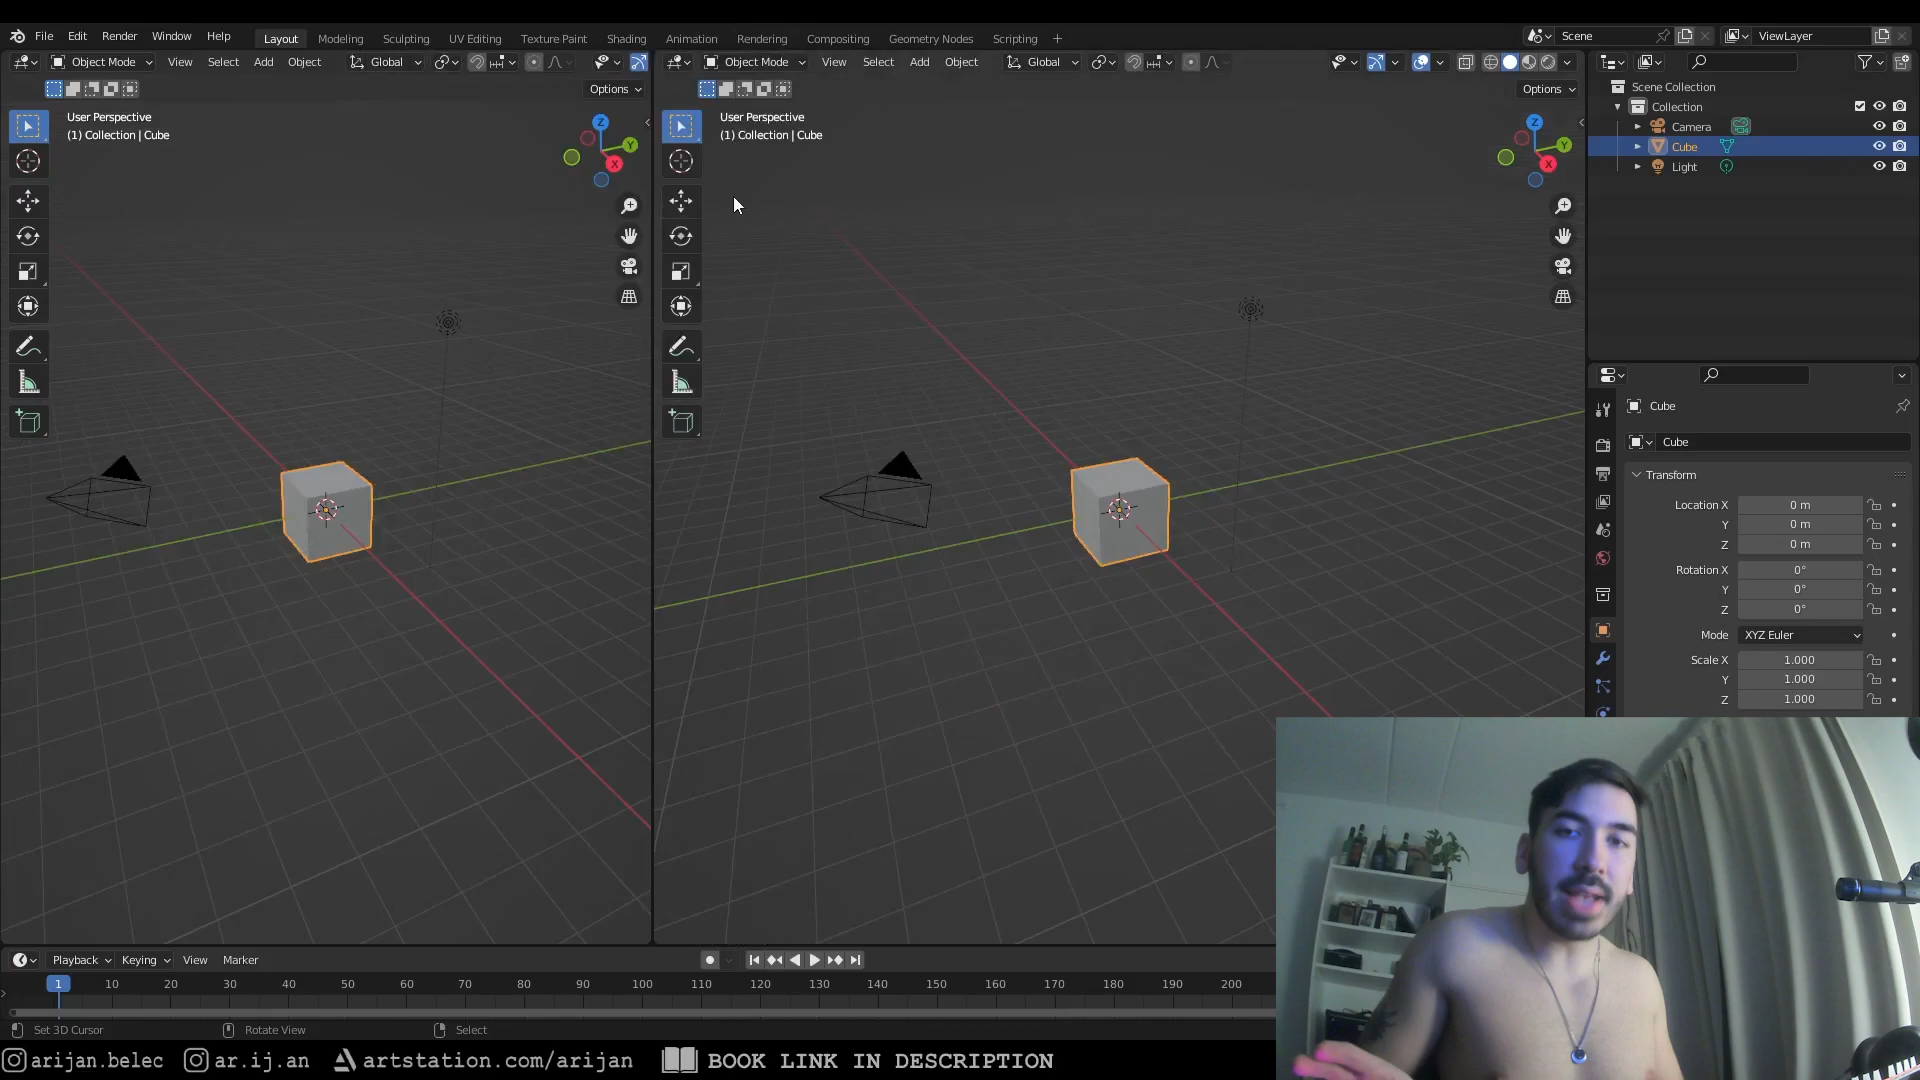 File Edit Render Window Help Layout Modeling Sculpting UV Editing Texture Paint Shading Animation Rendering Compositing Geometry Nodes Scripting + Scene ViewLayer
Object Mode View Select Add Object Global Object Mode View Select Add Object Global
Options Options
User Perspective
(1) Collection | Cube
Z
Y
X
User Perspective
(1) Collection | Cube
Z
Y
X
Scene Collection
Collection
Camera
Cube
Light
Cube
Cube
Transform
Location X 0 m
Y 0 m
Z 0 m
Rotation X 0°
Y 0°
Z 0°
Mode XYZ Euler
Scale X 1.000
Y 1.000
Z 1.000
Playback Keying View Marker
1 10 20 30 40 50 60 70 80 90 100 110 120 130 140 150 160 170 180 190 200
Set 3D Cursor Rotate View Select
arijan.belec ar.ij.an artstation.com/arijan BOOK LINK IN DESCRIPTION